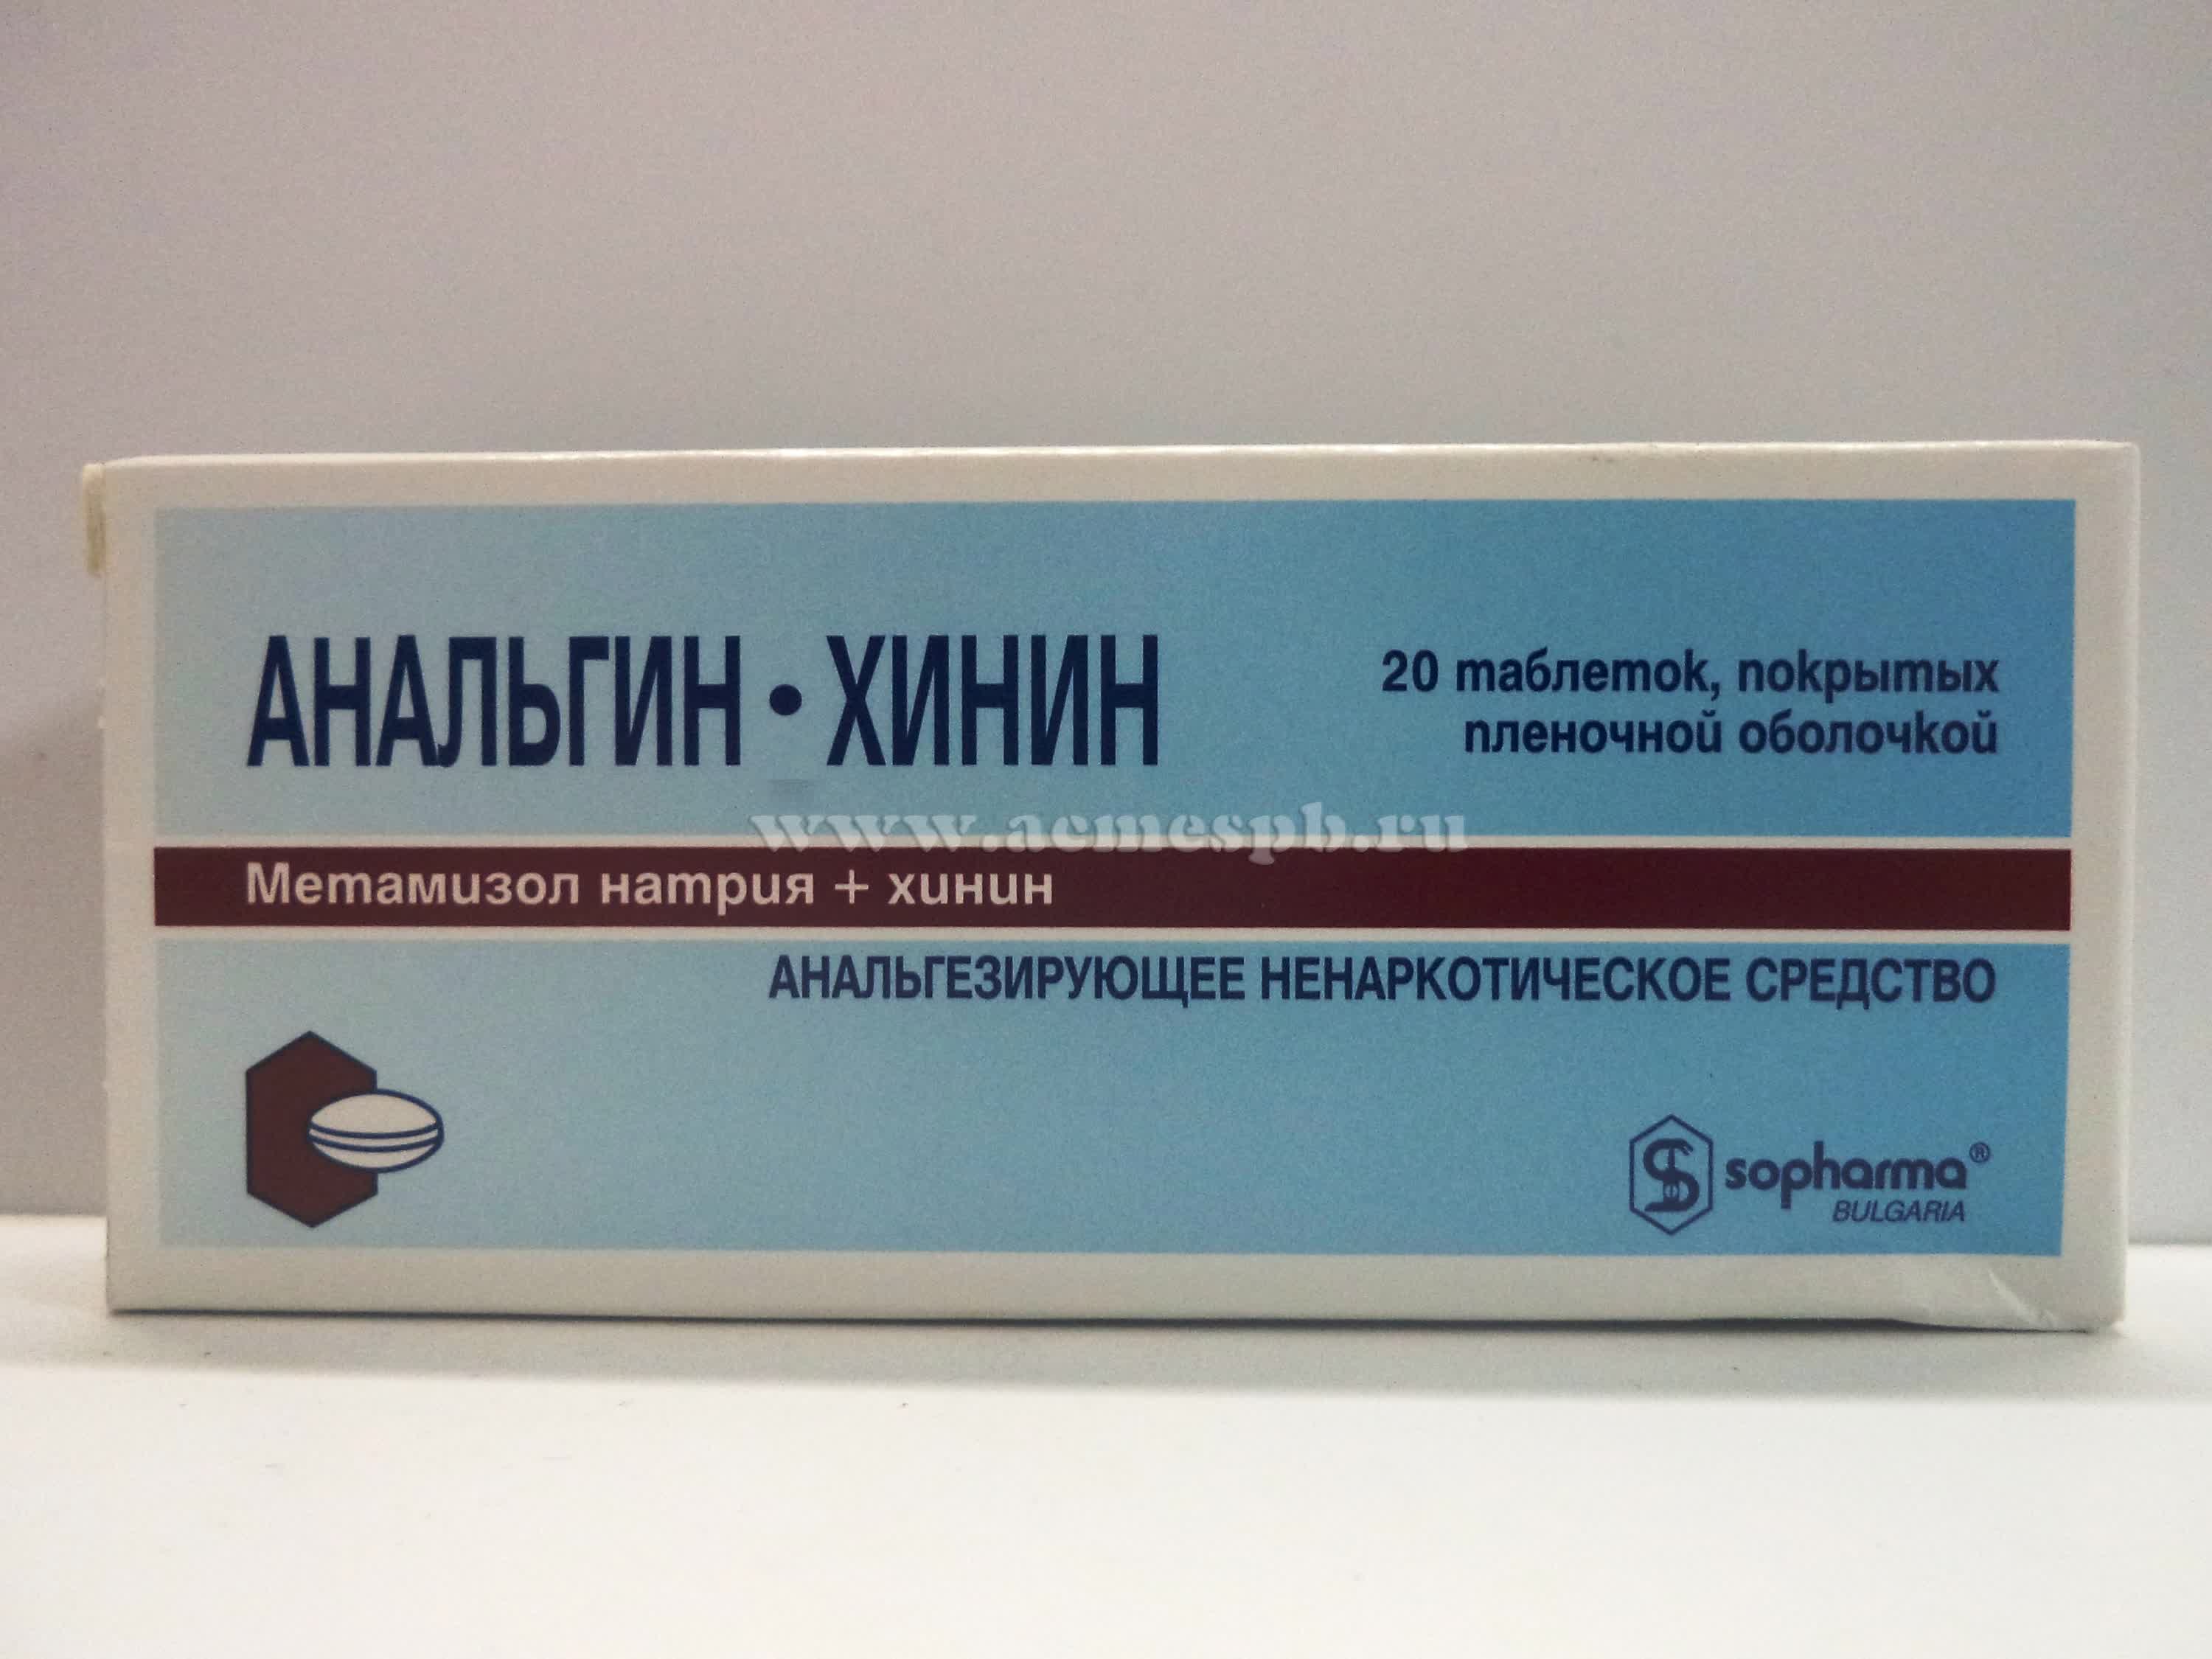 АНАЛЬГИН • ХИНИН
20 таблеток, покрытых
пленочной оболочкой
www.acmespb.ru
Метамизол натрия + хинин
АНАЛЬГЕЗИРУЮЩЕЕ НЕНАРКОТИЧЕСКОЕ СРЕДСТВО
sopharma®
BULGARIA